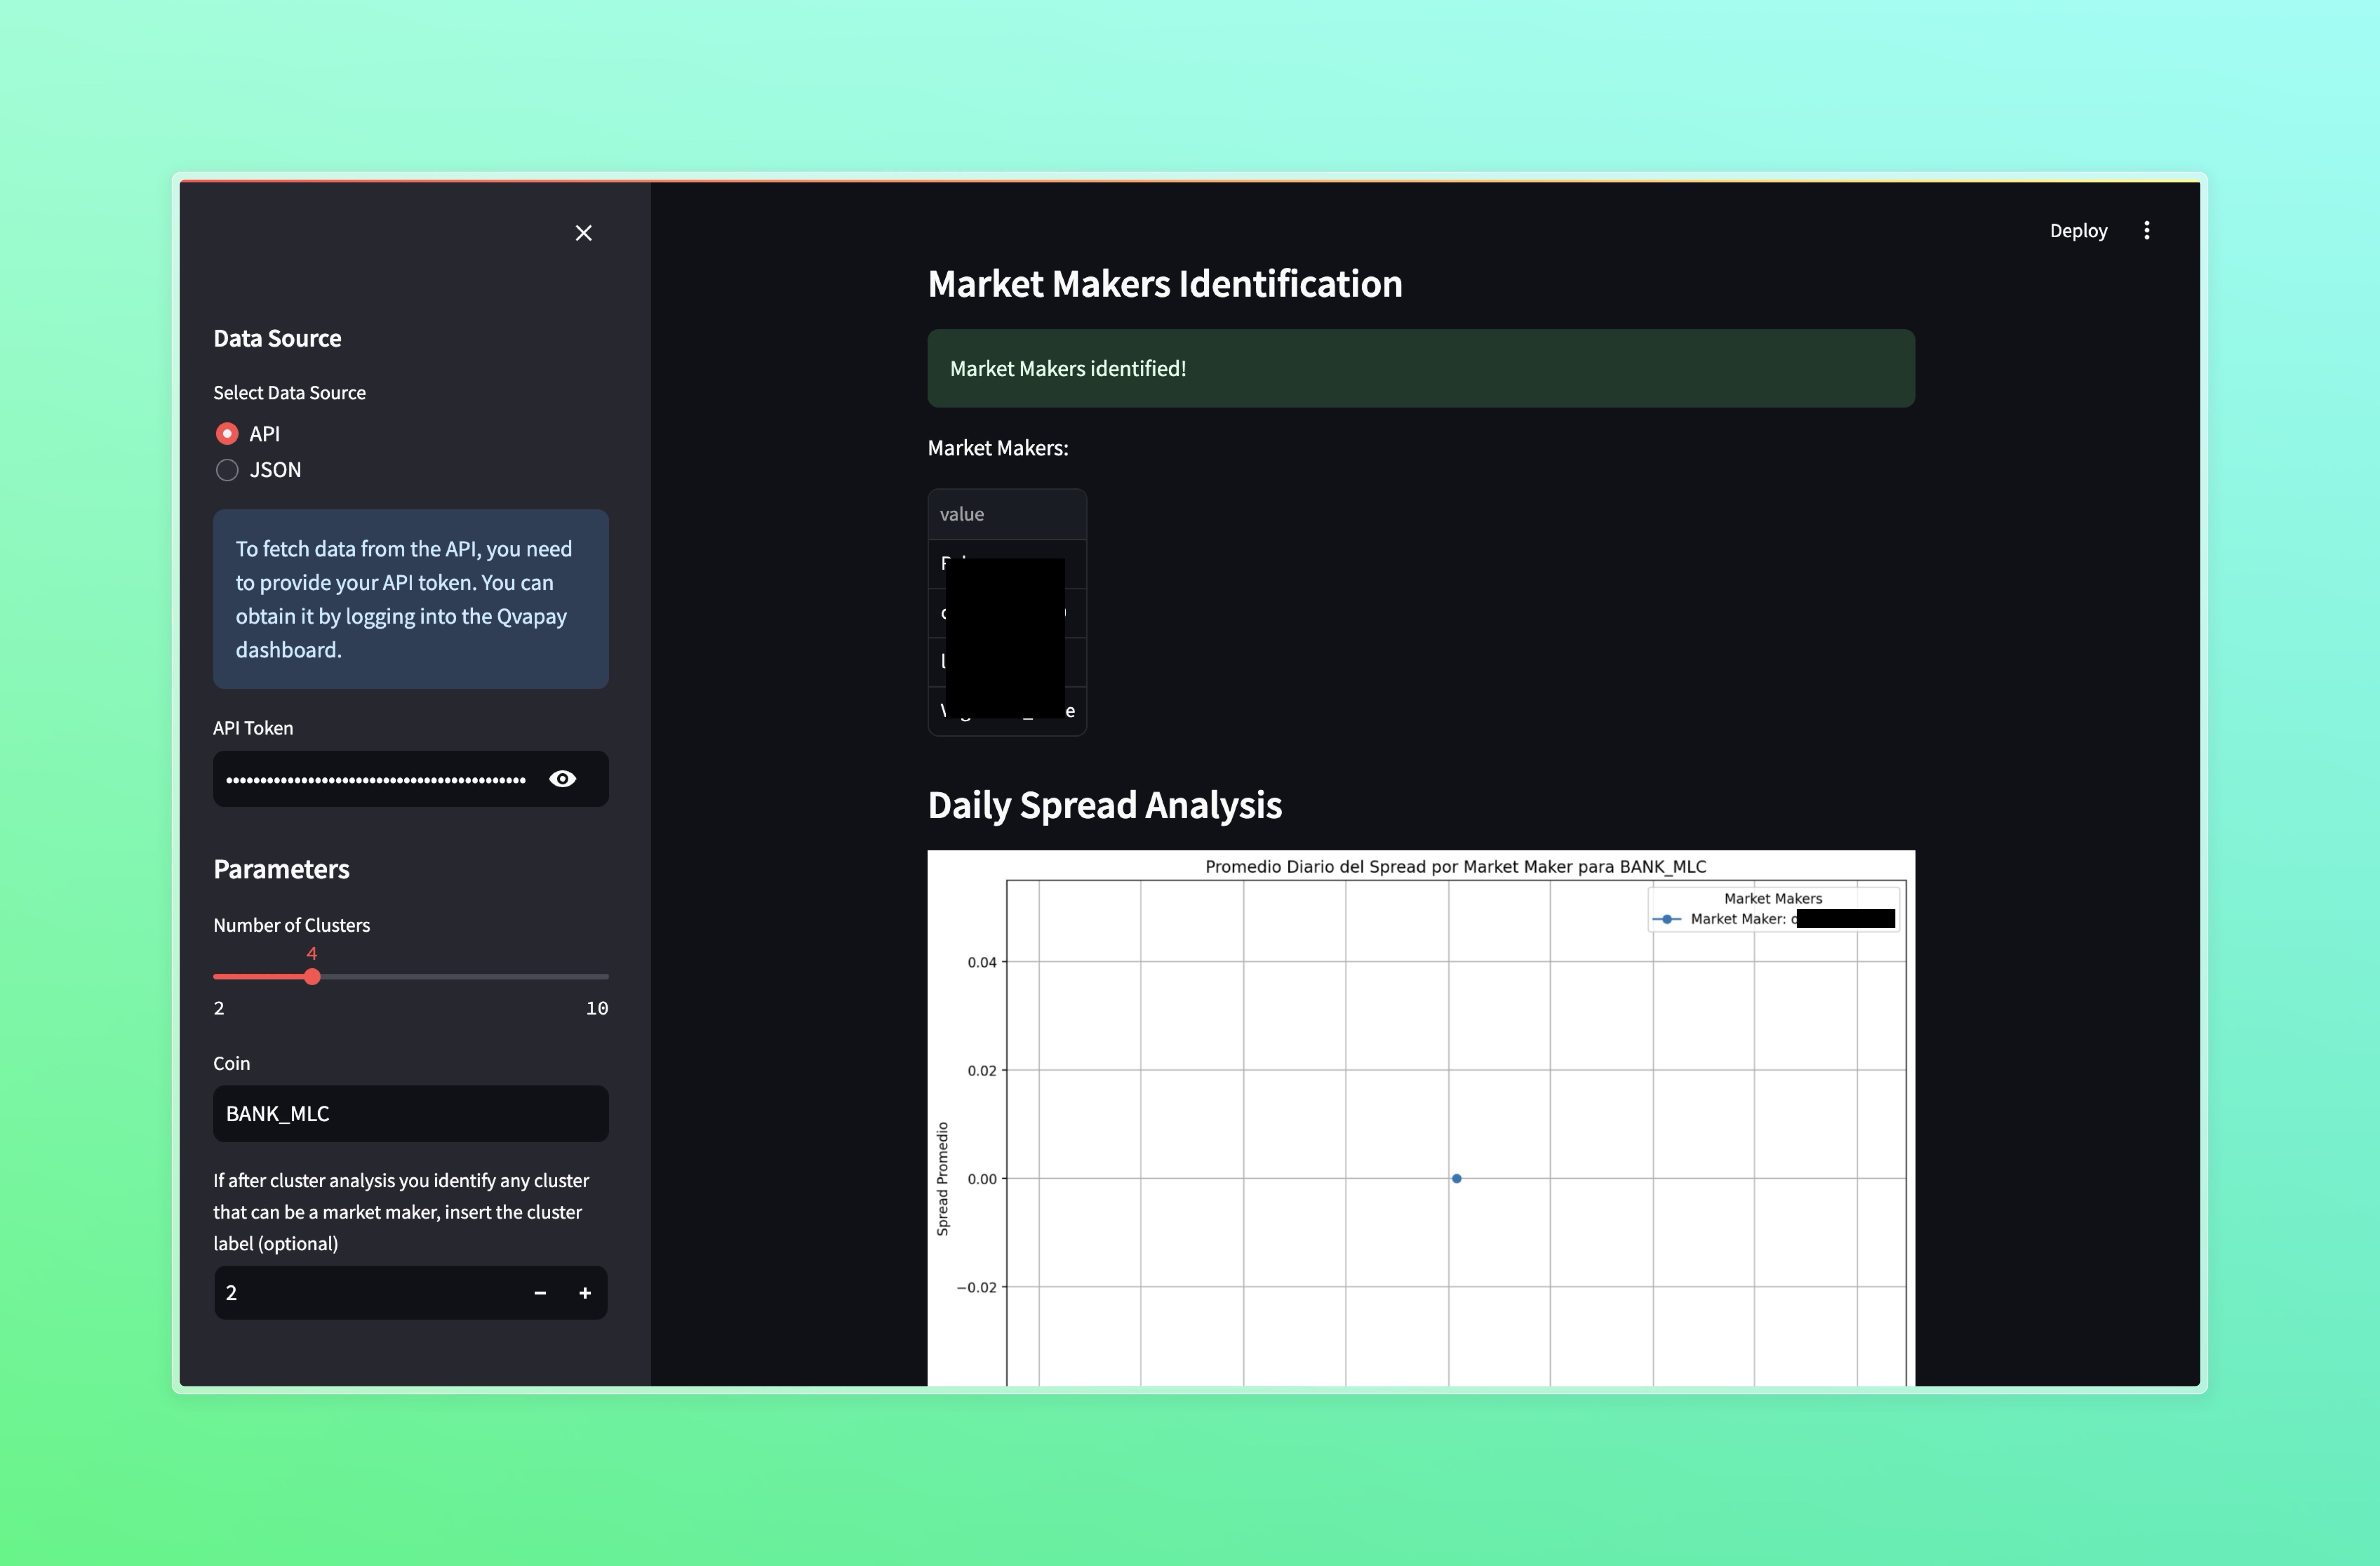 Data Source
Select Data Source
API
JSON
To fetch data from the API, you need
to provide your API token. You can
obtain it by logging into the Qvapay
dashboard.
API Token
Parameters
Number of Clusters
4
2 10
Coin
BANK_MLC
If after cluster analysis you identify any cluster
that can be a market maker, insert the cluster
label (optional)
2
Deploy
Market Makers Identification
Market Makers identified!
Market Makers:
value
Daily Spread Analysis
Promedio Diario del Spread por Market Maker para BANK_MLC
Market Makers
Market Maker:
0.04
0.02
0.00
−0.02
Spread Promedio